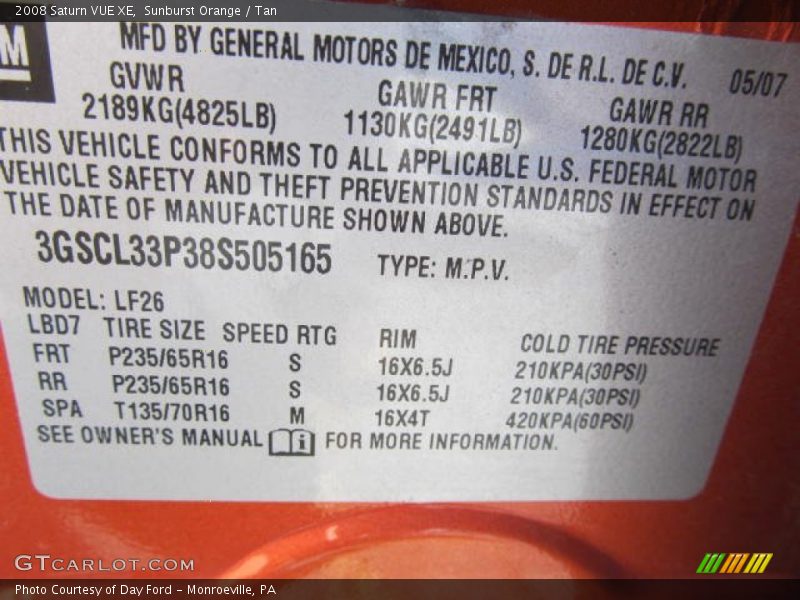 2008 Saturn VUE XE, Sunburst Orange / Tan
GM
MFD BY GENERAL MOTORS DE MEXICO, S. DE R.L. DE C.V. 05/07
GVWR GAWR FRT GAWR RR
2189KG(4825LB) 1130KG(2491LB) 1280KG(2822LB)
THIS VEHICLE CONFORMS TO ALL APPLICABLE U.S. FEDERAL MOTOR
VEHICLE SAFETY AND THEFT PREVENTION STANDARDS IN EFFECT ON
THE DATE OF MANUFACTURE SHOWN ABOVE.
3GSCL33P38S505165 TYPE: M.P.V.
MODEL: LF26
LBD7 TIRE SIZE SPEED RTG RIM COLD TIRE PRESSURE
FRT P235/65R16 S 16X6.5J 210KPA(30PSI)
RR P235/65R16 S 16X6.5J 210KPA(30PSI)
SPA T135/70R16 M 16X4T 420KPA(60PSI)
SEE OWNER'S MANUAL i FOR MORE INFORMATION.
GTCARLOT.COM
Photo Courtesy of Day Ford – Monroeville, PA